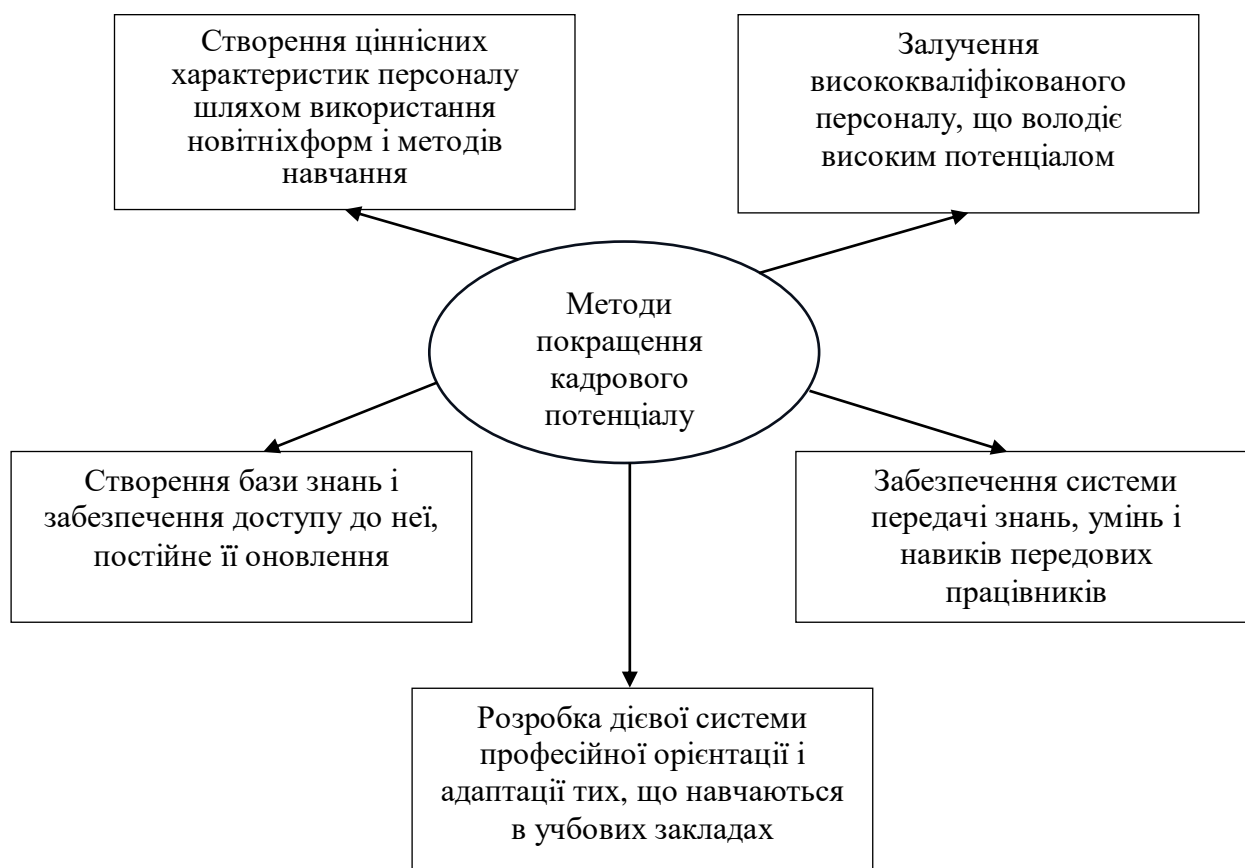 Створення ціннісних
характеристик персоналу
шляхом використання
новітніхформ і методів
навчання
Залучення
висококваліфікованого
персоналу, що володіє
високим потенціалом
Методи
покращення
кадрового
потенціалу
Створення бази знань і
забезпечення доступу до неї,
постійне її оновлення
Забезпечення системи
передачі знань, умінь і
навиків передових
працівників
Розробка дієвої системи
професійної орієнтації і
адаптації тих, що навчаються
в учбових закладах